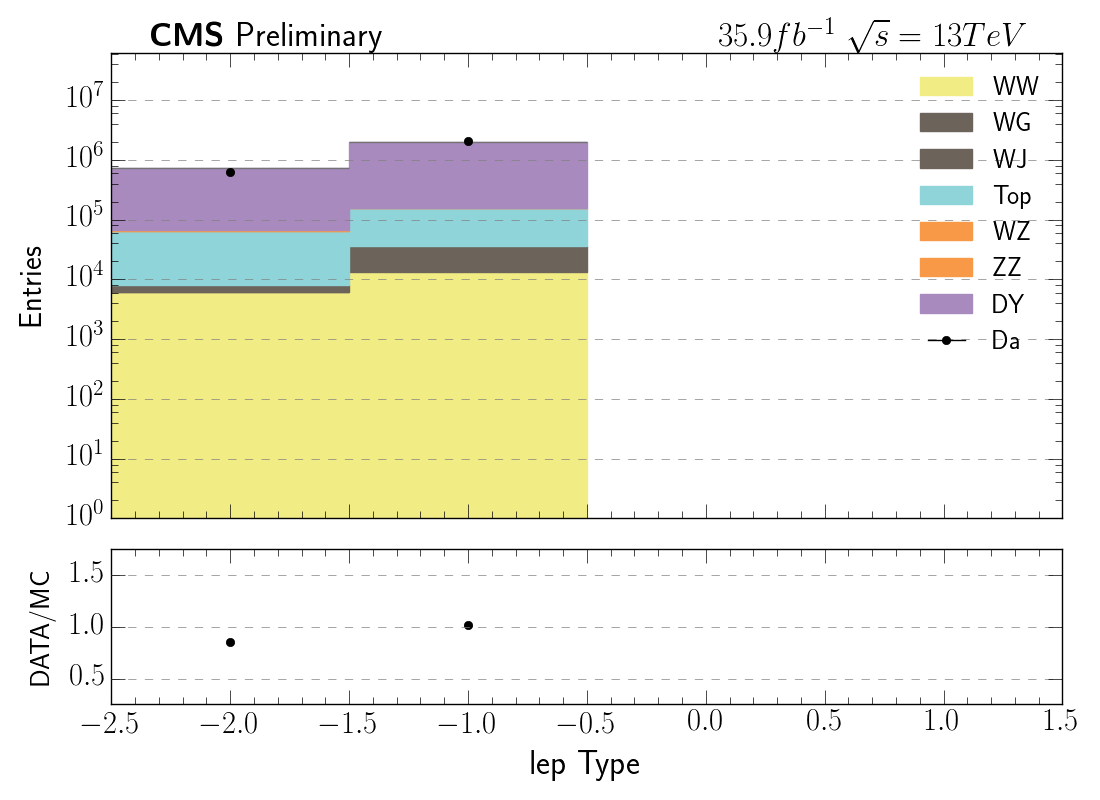 CMS Preliminary 35.9fb⁻¹ √s = 13TeV
10⁷
10⁶
10⁵
10⁴
10³
10²
10¹
10⁰
Entries
WW
WG
WJ
Top
WZ
ZZ
DY
Da
1.5
1.0
0.5
DATA/MC
−2.5 −2.0 −1.5 −1.0 −0.5 0.0 0.5 1.0 1.5
lep Type